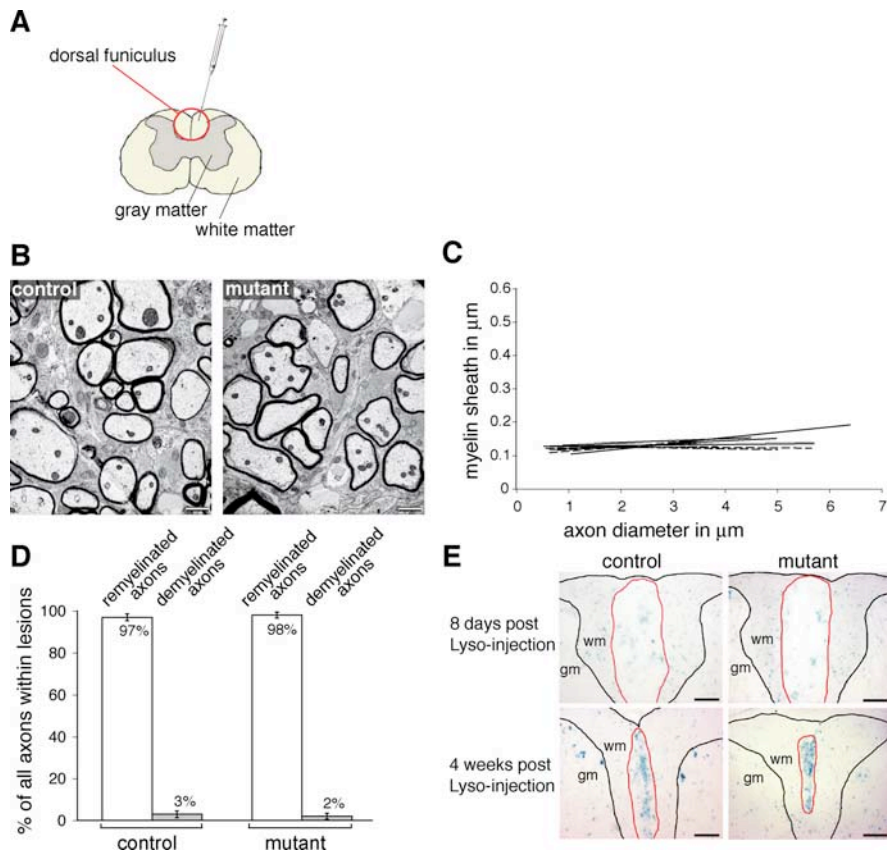 A
dorsal funiculus
gray matter
white matter
B
control
mutant
C
myelin sheath in µm
0.6
0.5
0.4
0.3
0.2
0.1
0
0 1 2 3 4 5 6 7
axon diameter in µm
D
remyelinated axons
demyelinated axons
remyelinated axons
demyelinated axons
% of all axons within lesions
100
80
60
40
20
0
97%
3%
98%
2%
control
mutant
E
control
mutant
8 days post
Lyso-injection
wm
gm
wm
gm
4 weeks post
Lyso-injection
wm
gm
wm
gm